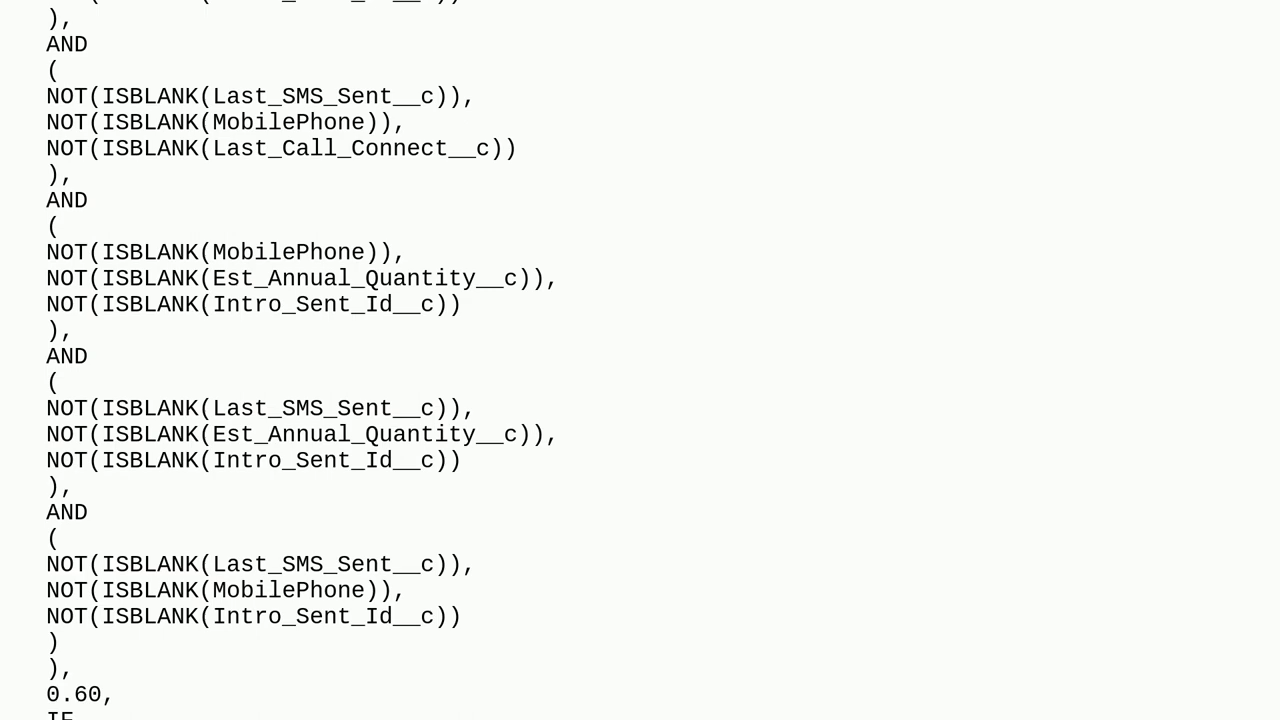 ),
AND
(
NOT(ISBLANK(Last_SMS_Sent__c)),
NOT(ISBLANK(MobilePhone)),
NOT(ISBLANK(Last_Call_Connect__c))
),
AND
(
NOT(ISBLANK(MobilePhone)),
NOT(ISBLANK(Est_Annual_Quantity__c)),
NOT(ISBLANK(Intro_Sent_Id__c))
),
AND
(
NOT(ISBLANK(Last_SMS_Sent__c)),
NOT(ISBLANK(Est_Annual_Quantity__c)),
NOT(ISBLANK(Intro_Sent_Id__c))
),
AND
(
NOT(ISBLANK(Last_SMS_Sent__c)),
NOT(ISBLANK(MobilePhone)),
NOT(ISBLANK(Intro_Sent_Id__c))
)
),
0.60,
IF